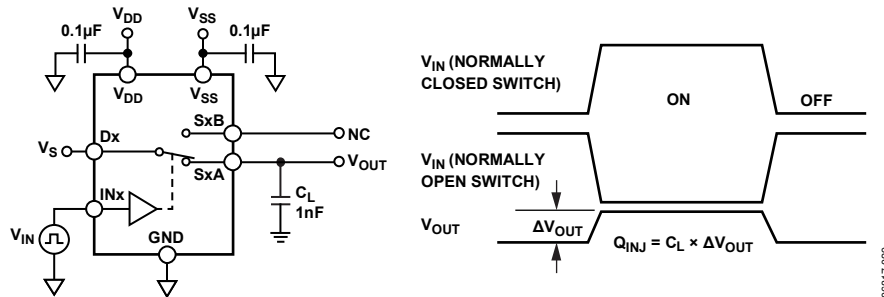 VDD
VSS
0.1µF
0.1µF
VDD
VSS
VIN (NORMALLY
CLOSED SWITCH)
ON
OFF
SxB
NC
VS
Dx
SxA
VOUT
VIN (NORMALLY
OPEN SWITCH)
INx
CL
1nF
VIN
GND
VOUT
ΔVOUT
QINJ = CL × ΔVOUT